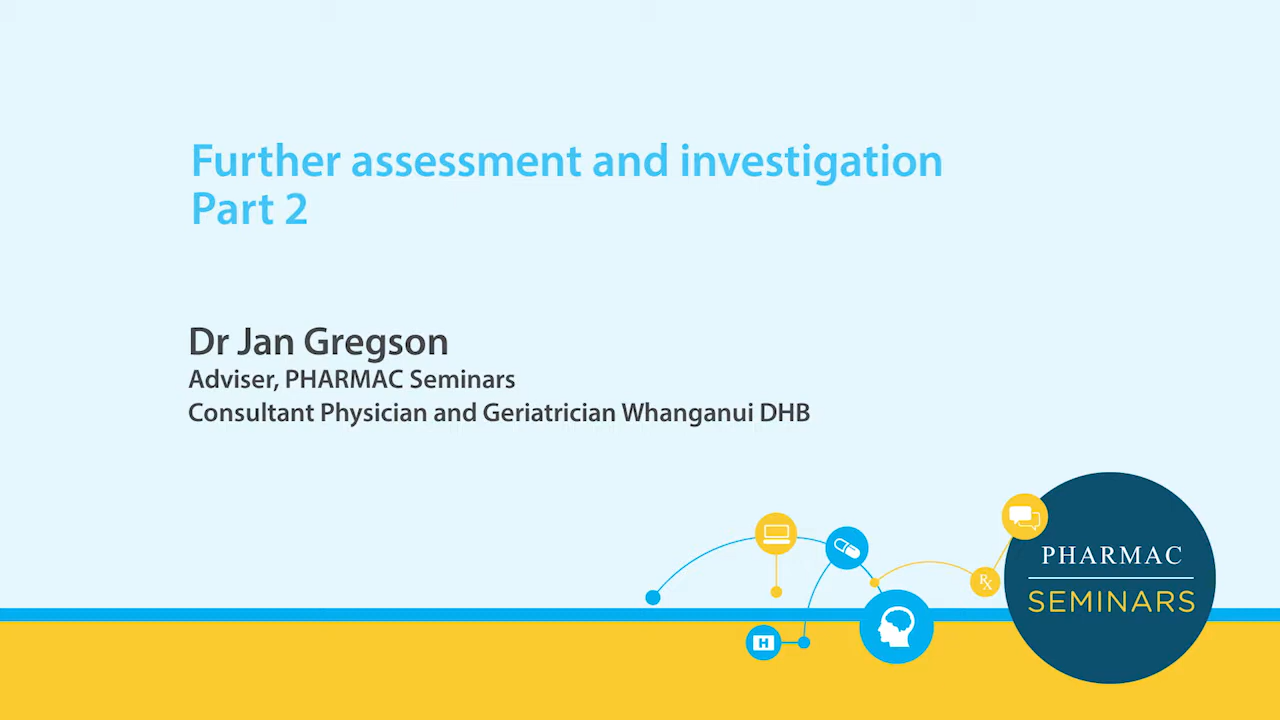 Further assessment and investigation
Part 2
Dr Jan Gregson
Adviser, PHARMAC Seminars
Consultant Physician and Geriatrician Whanganui DHB
PHARMAC
SEMINARS
Rx
H